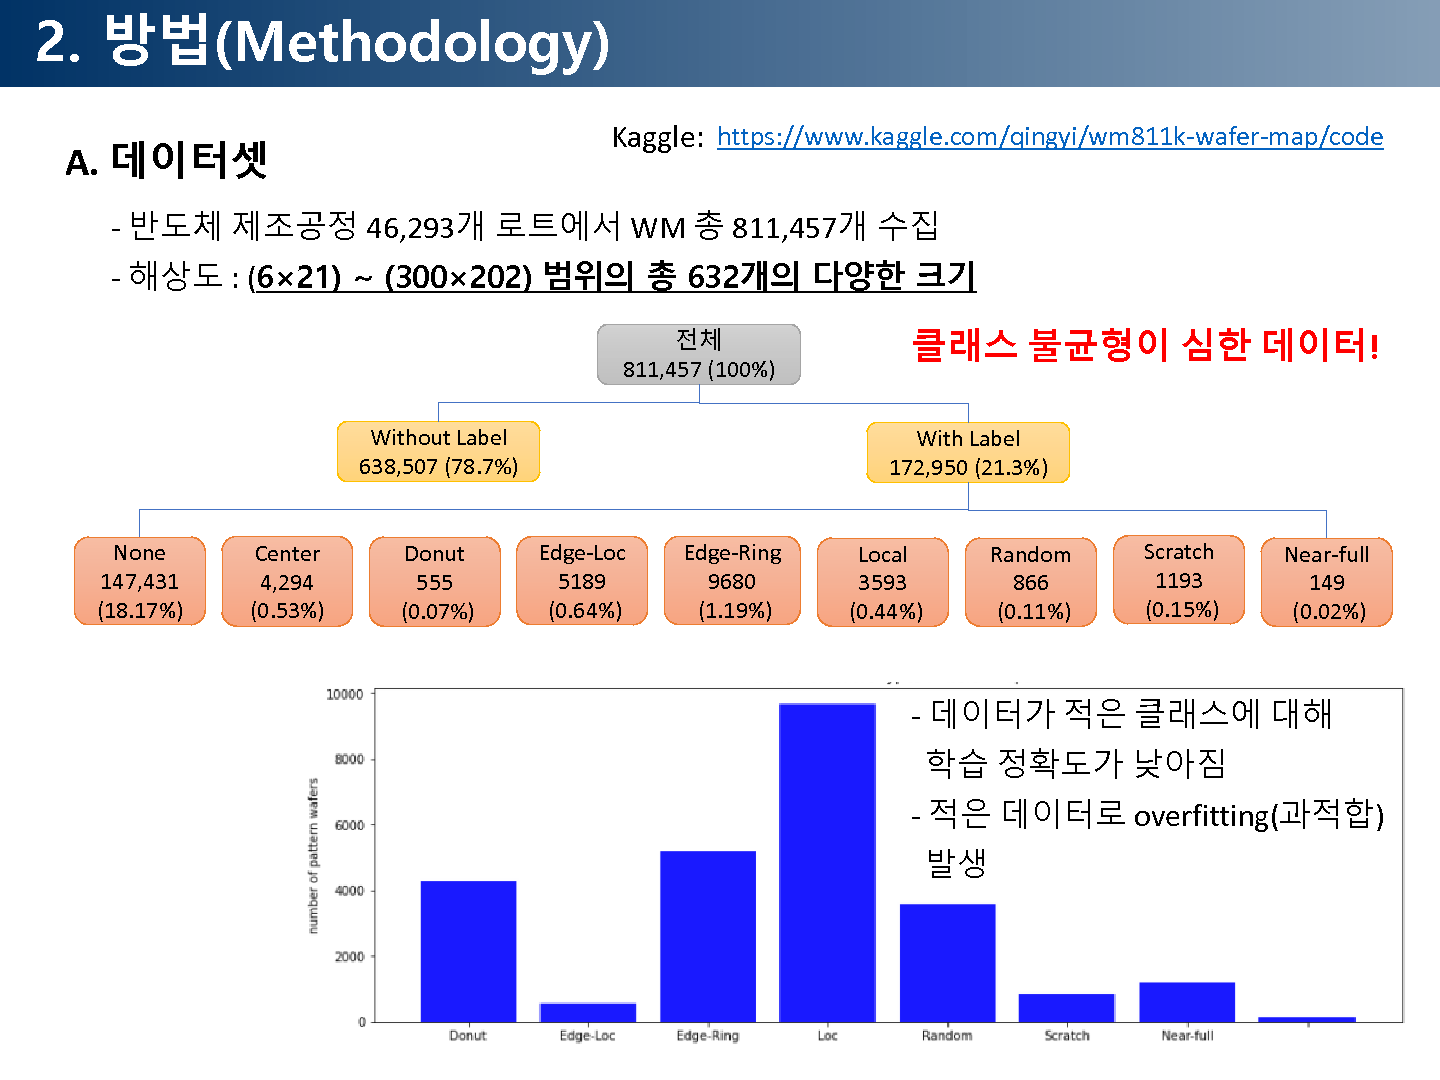 2. 방법(Methodology)
Kaggle: https://www.kaggle.com/qingyi/wm811k-wafer-map/code
A. 데이터셋
- 반도체 제조공정 46,293개 로트에서 WM 총 811,457개 수집
- 해상도 : (6×21) ~ (300×202) 범위의 총 632개의 다양한 크기
클래스 불균형이 심한 데이터!
전체
811,457 (100%)
Without Label
638,507 (78.7%)
With Label
172,950 (21.3%)
None
147,431
(18.17%)
Center
4,294
(0.53%)
Donut
555
(0.07%)
Edge-Loc
5189
(0.64%)
Edge-Ring
9680
(1.19%)
Local
3593
(0.44%)
Random
866
(0.11%)
Scratch
1193
(0.15%)
Near-full
149
(0.02%)
- 데이터가 적은 클래스에 대해
학습 정확도가 낮아짐
- 적은 데이터로 overfitting(과적합)
발생
number of pattern wafers
10000
8000
6000
4000
2000
0
Donut
Edge-Loc
Edge-Ring
Loc
Random
Scratch
Near-full